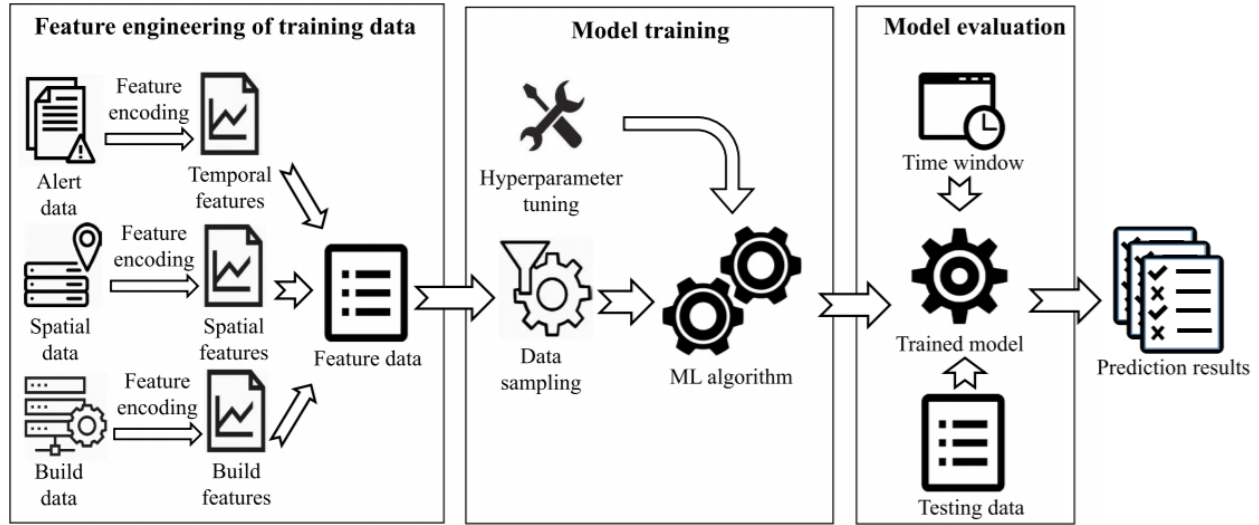 Feature engineering of training data
Feature
encoding
Alert
data
Temporal
features
Feature
encoding
Spatial
data
Spatial
features
Feature
encoding
Build
data
Build
features
Feature data
Model training
Hyperparameter
tuning
Data
sampling
ML algorithm
Model evaluation
Time window
Trained model
Testing data
Prediction results